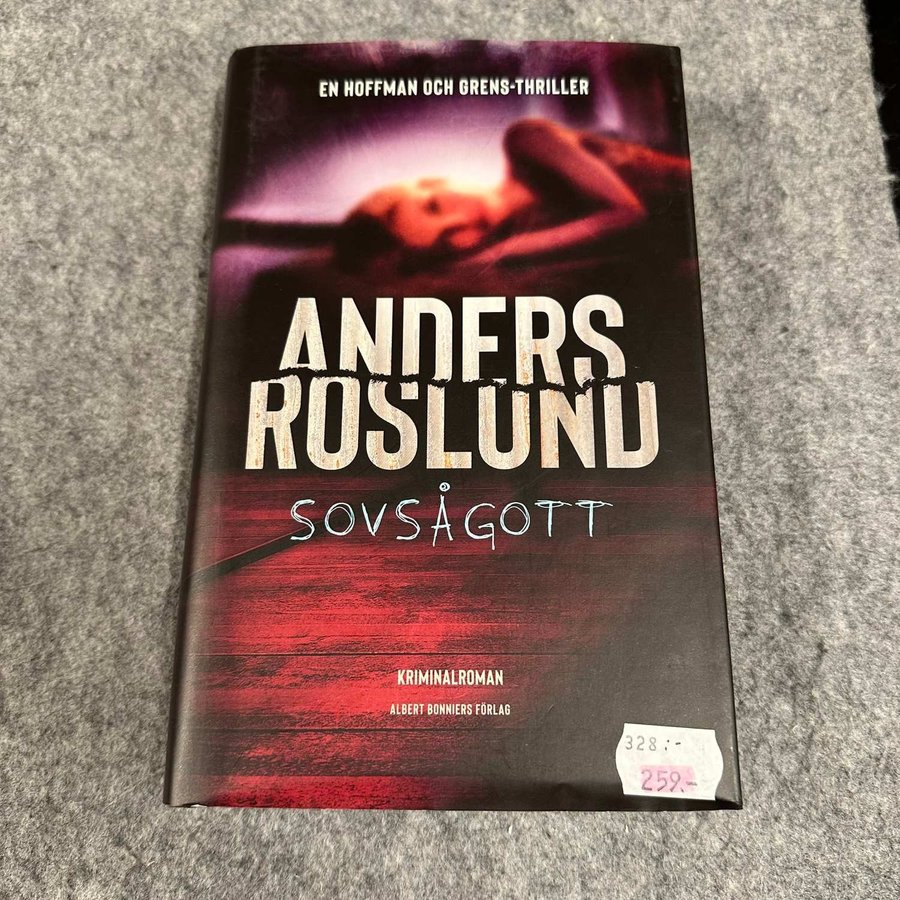 EN HOFFMAN OCH GRENS-THRILLER
ANDERS
ROSLUND
SOVSÅGOTT
KRIMINALROMAN
ALBERT BONNIERS FÖRLAG
328:-
259.-